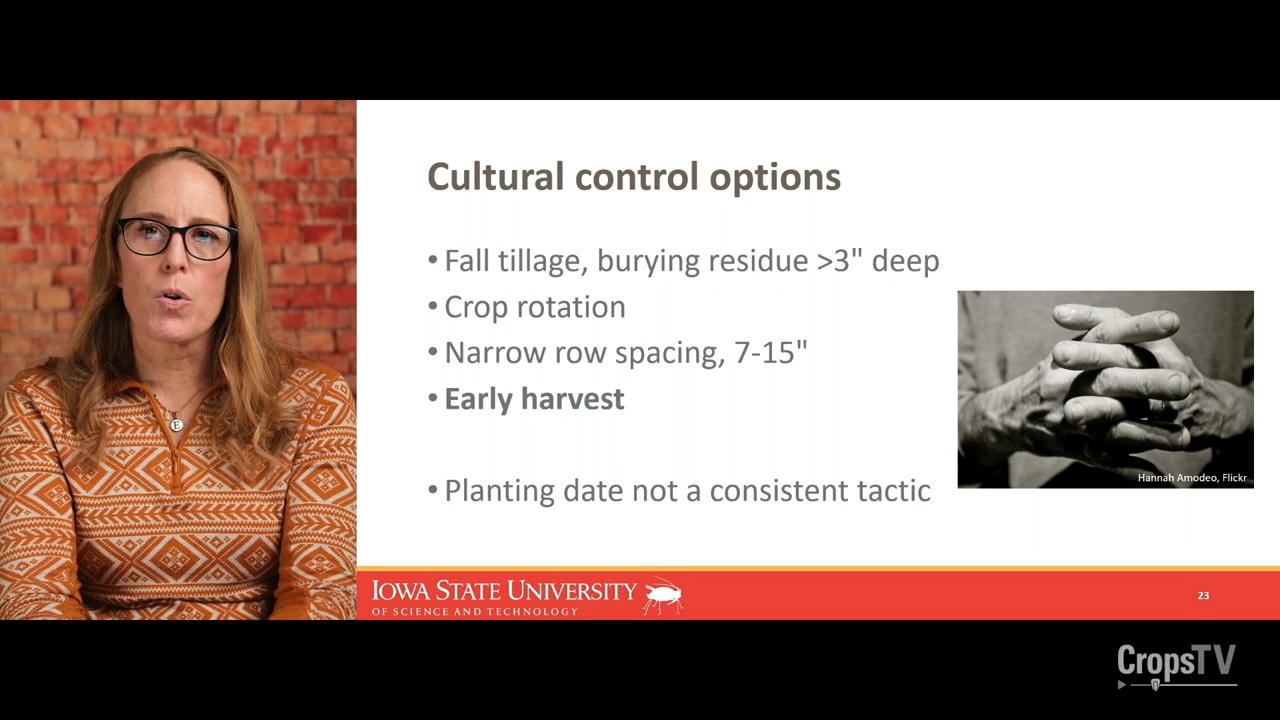 Cultural control options
• Fall tillage, burying residue >3" deep
• Crop rotation
• Narrow row spacing, 7-15"
• Early harvest
• Planting date not a consistent tactic
Hannah Amodeo, Flickr
E
IOWA STATE UNIVERSITY
OF SCIENCE AND TECHNOLOGY
23
CropsTV